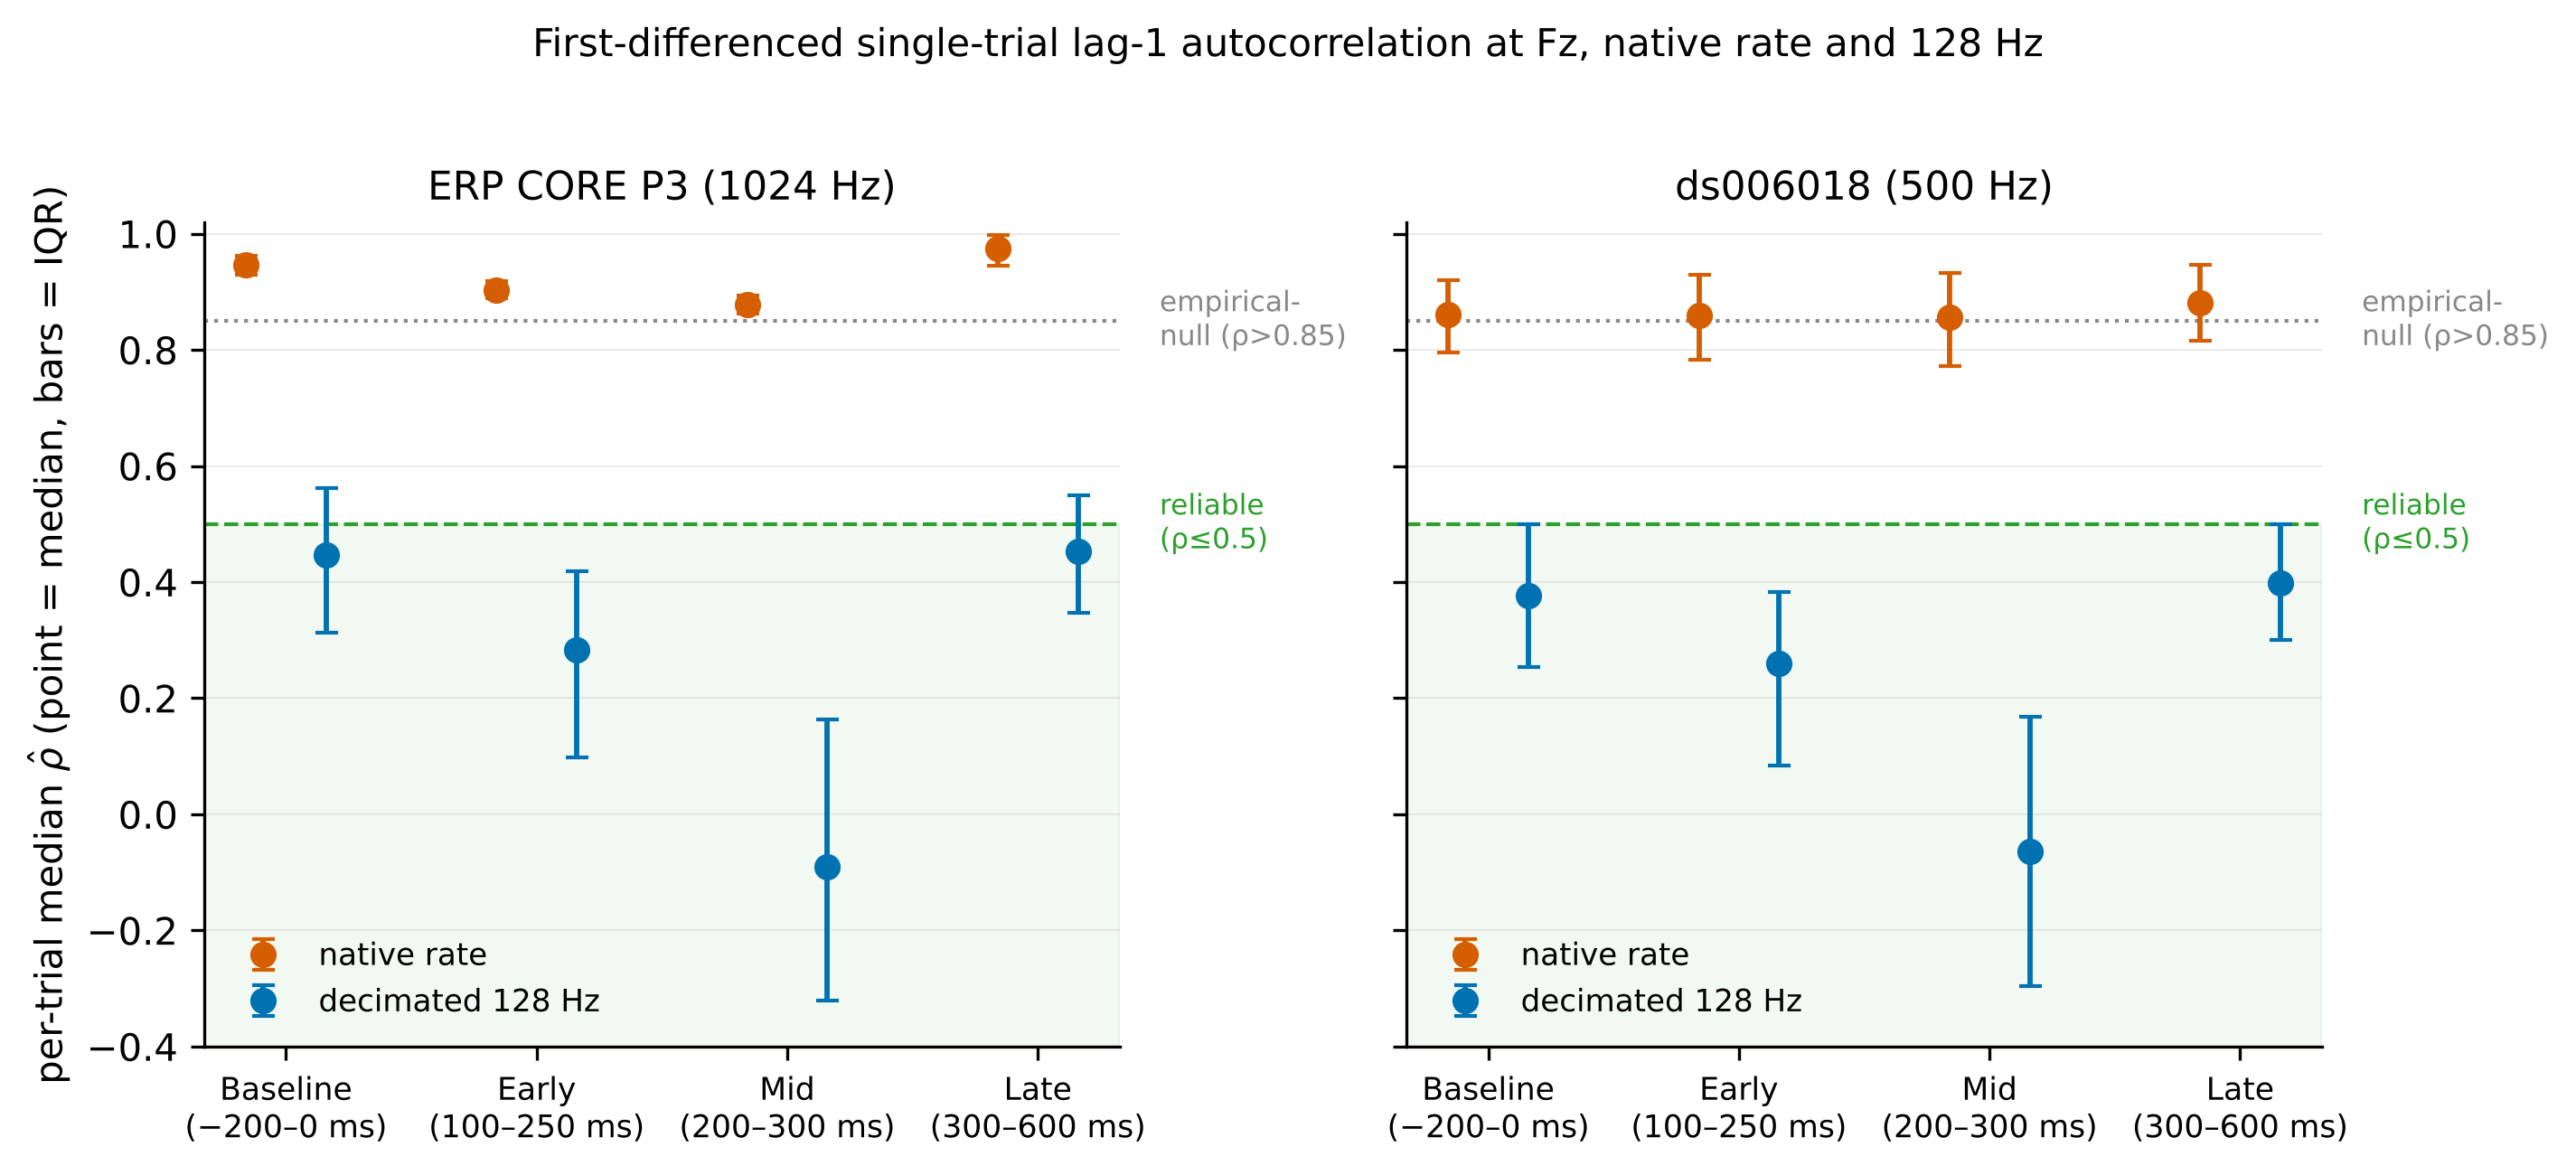 First-differenced single-trial lag-1 autocorrelation at Fz, native rate and 128 Hz
ERP CORE P3 (1024 Hz)
per-trial median ρ̂ (point = median, bars = IQR)
1.0
0.8
0.6
0.4
0.2
0.0
−0.2
−0.4
empirical-
null (ρ>0.85)
reliable
(ρ≤0.5)
native rate
decimated 128 Hz
Baseline
(−200–0 ms)
Early
(100–250 ms)
Mid
(200–300 ms)
Late
(300–600 ms)
ds006018 (500 Hz)
empirical-
null (ρ>0.85)
reliable
(ρ≤0.5)
native rate
decimated 128 Hz
Baseline
(−200–0 ms)
Early
(100–250 ms)
Mid
(200–300 ms)
Late
(300–600 ms)